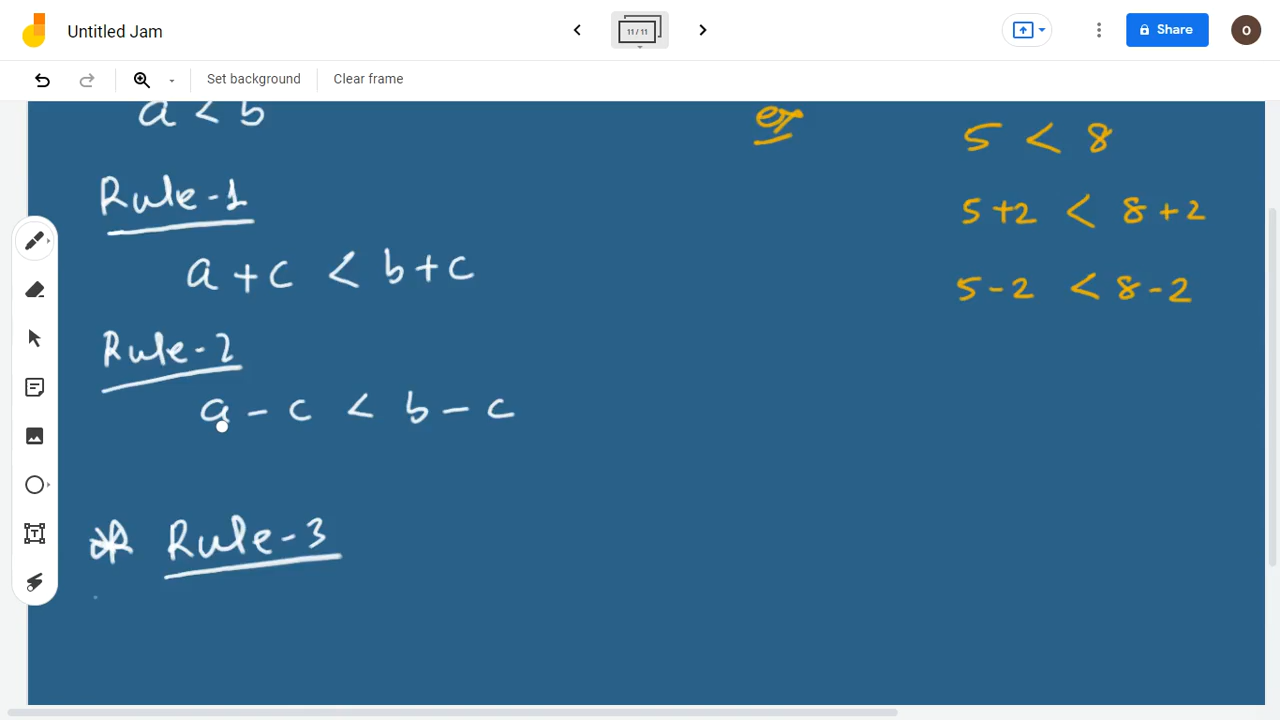 Untitled Jam
11 / 11
Share
O
Set background
Clear frame
a < b
Rule-1
a + c < b + c
Rule-2
a - c < b - c
* Rule-3
ex
5 < 8
5 + 2 < 8 + 2
5 - 2 < 8 - 2